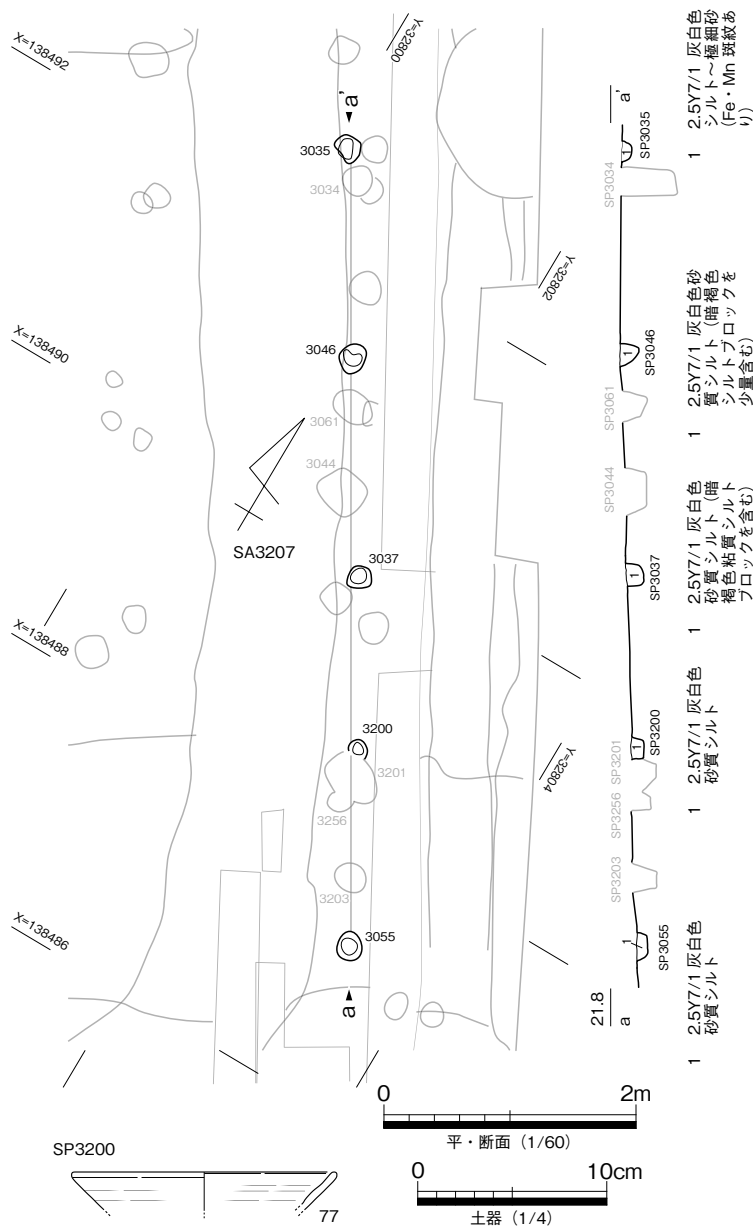 X=138492
Y=32800
a'
3035
3034
Y=32802
X=138490
3046
3061
3044
SA3207
3037
X=138488
3200
3201
Y=32804
3256
3203
X=138486
3055
a
a'
SP3035
SP3034
SP3046
SP3061
SP3044
SP3037
SP3200
SP3201
SP3256
SP3203
SP3055
21.8
a
1
1
1
1
1
1 2.5Y7/1 灰白色
シルト~極細砂
(Fe・Mn 斑紋あ
り)
1 2.5Y7/1 灰白色砂
質シルト(暗褐色
シルトブロックを
少量含む)
1 2.5Y7/1 灰白色
砂質シルト(暗
褐色粘質シルト
ブロックを含む)
1 2.5Y7/1 灰白色
砂質シルト
1 2.5Y7/1 灰白色
砂質シルト
0 2m
平・断面(1/60)
SP3200
77
0 10cm
土器(1/4)